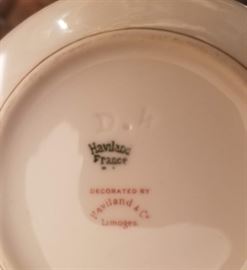 D . h
Haviland
France
DECORATED BY
Haviland & Co
Limoges